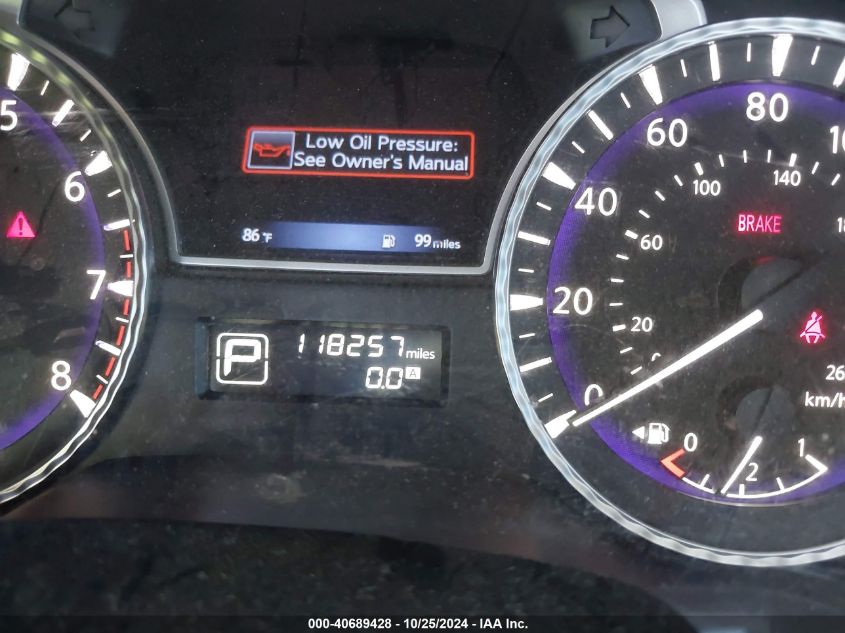 Low Oil Pressure:
See Owner's Manual
86°F 99 miles
P 118257 miles
0.0 A
5
6
7
8
0
20
40
60
80
20
60
100
140
BRAKE
km/h
0
1/2
1
000-40689428 - 10/25/2024 - IAA Inc.